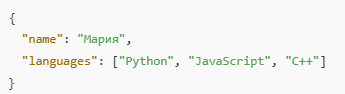 {
"name": "Мария",
"languages": ["Python", "JavaScript", "C++"]
}